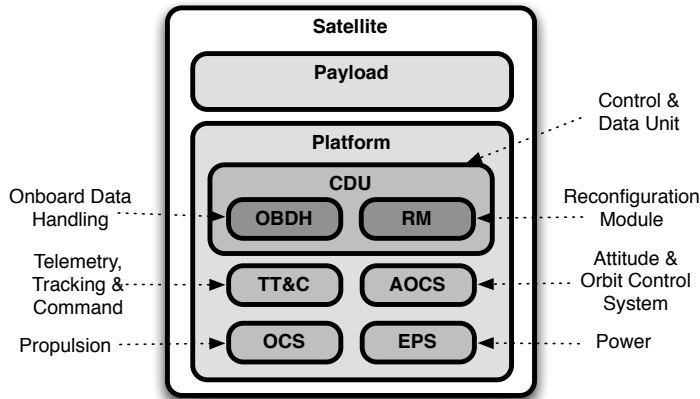 Satellite
Payload
Control &
Data Unit
Platform
CDU
Onboard Data
Handling
OBDH
RM
Reconfiguration
Module
Telemetry,
Tracking &
Command
TT&C
AOCS
Attitude &
Orbit Control
System
Propulsion
OCS
EPS
Power